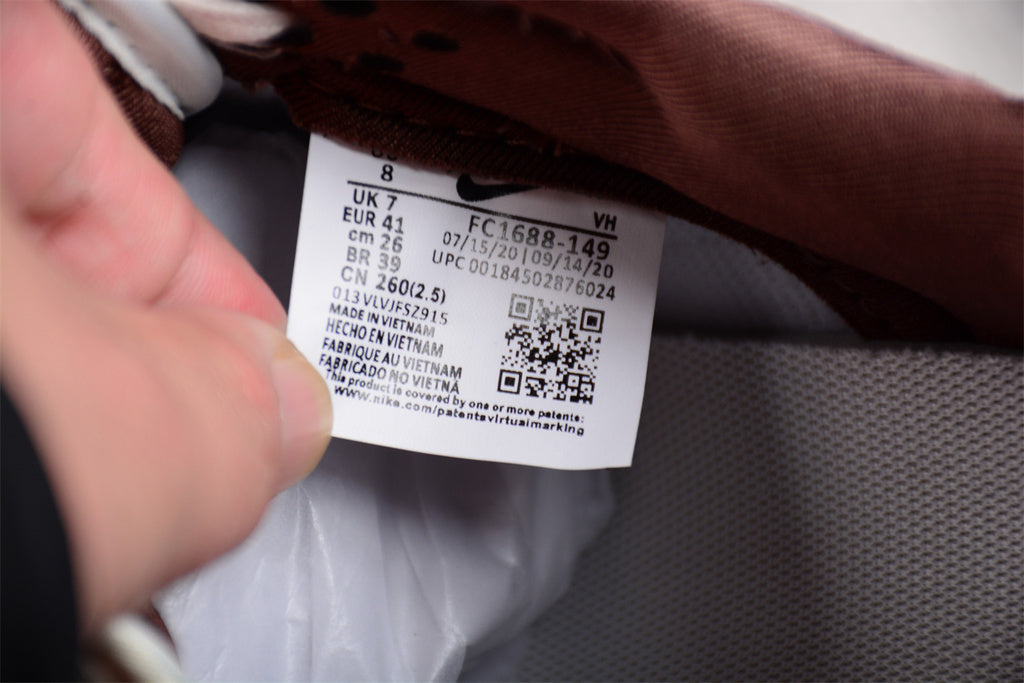 8
UK 7
EUR 41
cm 26
BR 39
CN 260(2.5)
VH
FC1688-149
07/15/20 | 09/14/20
UPC 00184502876024
013VLVJFSZ915
MADE IN VIETNAM
HECHO EN VIETNAM
FABRIQUE AU VIETNAM
FABRICADO NO VIETNÃ
This product is covered by one or more patents:
www.nike.com/patentsvirtualmarking